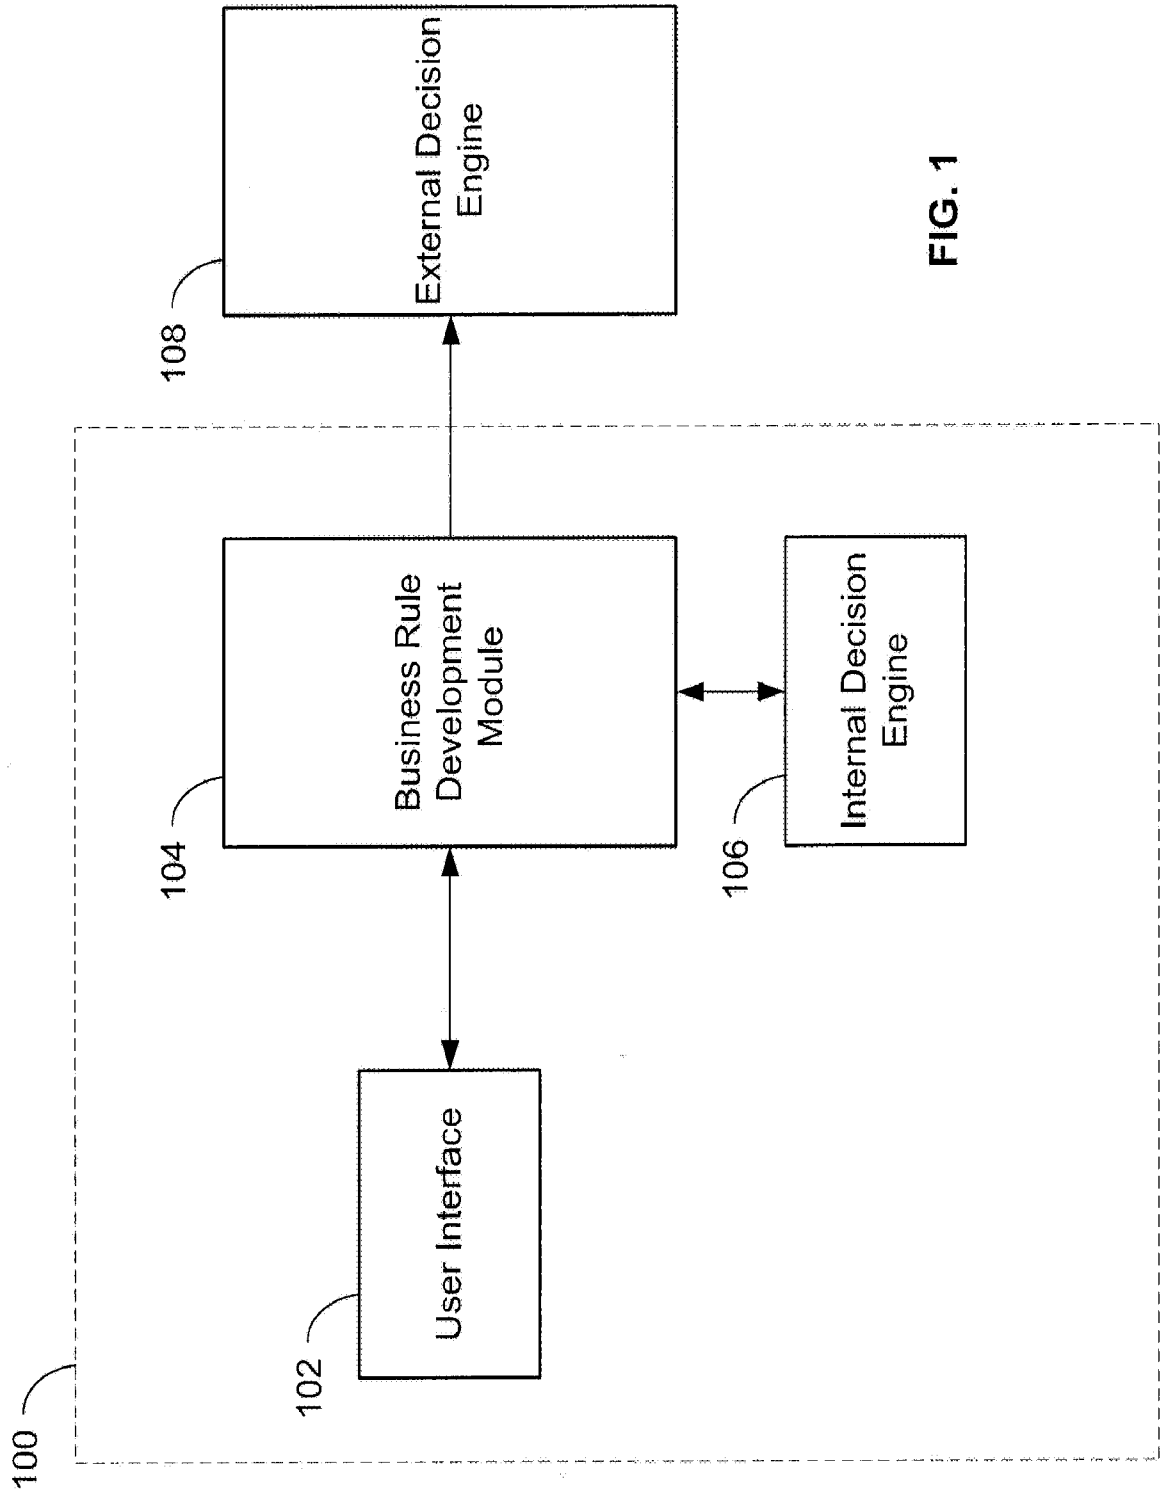 100
102
User Interface
104
Business Rule
Development
Module
106
Internal Decision
Engine
108
External Decision
Engine
FIG. 1